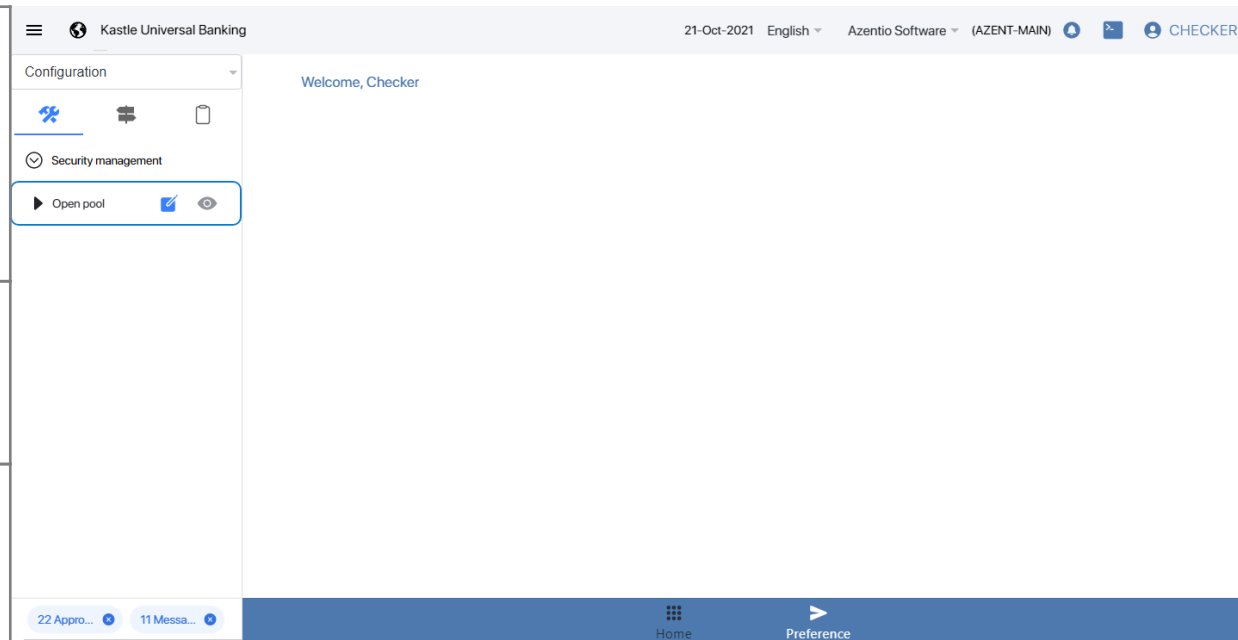 Kastle Universal Banking
21-Oct-2021 English Azentio Software (AZENT-MAIN) CHECKER
Configuration
Welcome, Checker
Security management
Open pool
22 Appro... 11 Messa...
Home Preference